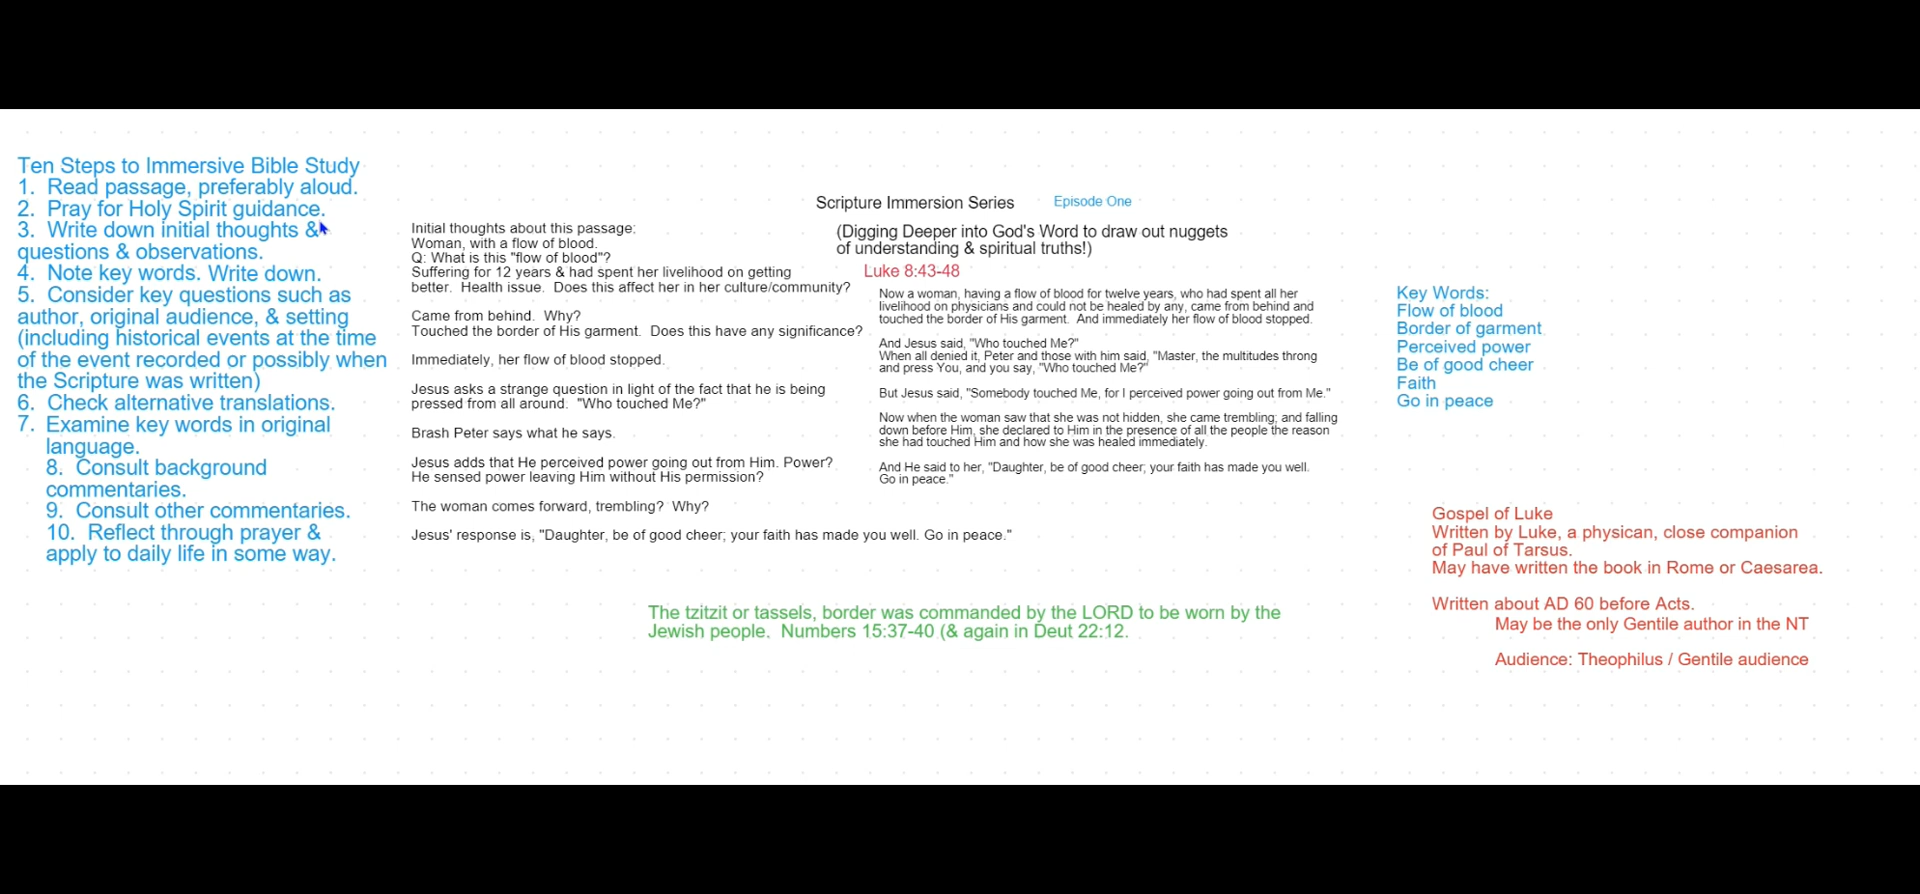 Ten Steps to Immersive Bible Study
1. Read passage, preferably aloud.
2. Pray for Holy Spirit guidance.
3. Write down initial thoughts &
questions & observations.
4. Note key words. Write down.
5. Consider key questions such as
author, original audience, & setting
(including historical events at the time
of the event recorded or possibly when
the Scripture was written)
6. Check alternative translations.
7. Examine key words in original
language.
8. Consult background
commentaries.
9. Consult other commentaries.
10. Reflect through prayer &
apply to daily life in some way.
Initial thoughts about this passage:
Woman, with a flow of blood.
Q: What is this "flow of blood"?
Suffering for 12 years & had spent her livelihood on getting
better. Health issue. Does this affect her in her culture/community?
Came from behind. Why?
Touched the border of His garment. Does this have any significance?
Immediately, her flow of blood stopped.
Jesus asks a strange question in light of the fact that he is being
pressed from all around. "Who touched Me?"
Brash Peter says what he says.
Jesus adds that He perceived power going out from Him. Power?
He sensed power leaving Him without His permission?
The woman comes forward, trembling? Why?
Jesus' response is, "Daughter, be of good cheer; your faith has made you well. Go in peace."
Scripture Immersion Series
Episode One
(Digging Deeper into God's Word to draw out nuggets
of understanding & spiritual truths!)
Luke 8:43-48
Now a woman, having a flow of blood for twelve years, who had spent all her
livelihood on physicians and could not be healed by any, came from behind and
touched the border of His garment. And immediately her flow of blood stopped.
And Jesus said, "Who touched Me?"
When all denied it, Peter and those with him said, "Master, the multitudes throng
and press You, and you say, "Who touched Me?"
But Jesus said, "Somebody touched Me, for I perceived power going out from Me."
Now when the woman saw that she was not hidden, she came trembling; and falling
down before Him, she declared to Him in the presence of all the people the reason
she had touched Him and how she was healed immediately.
And He said to her, "Daughter, be of good cheer; your faith has made you well.
Go in peace."
The tzitzit or tassels, border was commanded by the LORD to be worn by the
Jewish people. Numbers 15:37-40 (& again in Deut 22:12.
Key Words:
Flow of blood
Border of garment
Perceived power
Be of good cheer
Faith
Go in peace
Gospel of Luke
Written by Luke, a physican, close companion
of Paul of Tarsus.
May have written the book in Rome or Caesarea.
Written about AD 60 before Acts.
May be the only Gentile author in the NT
Audience: Theophilus / Gentile audience